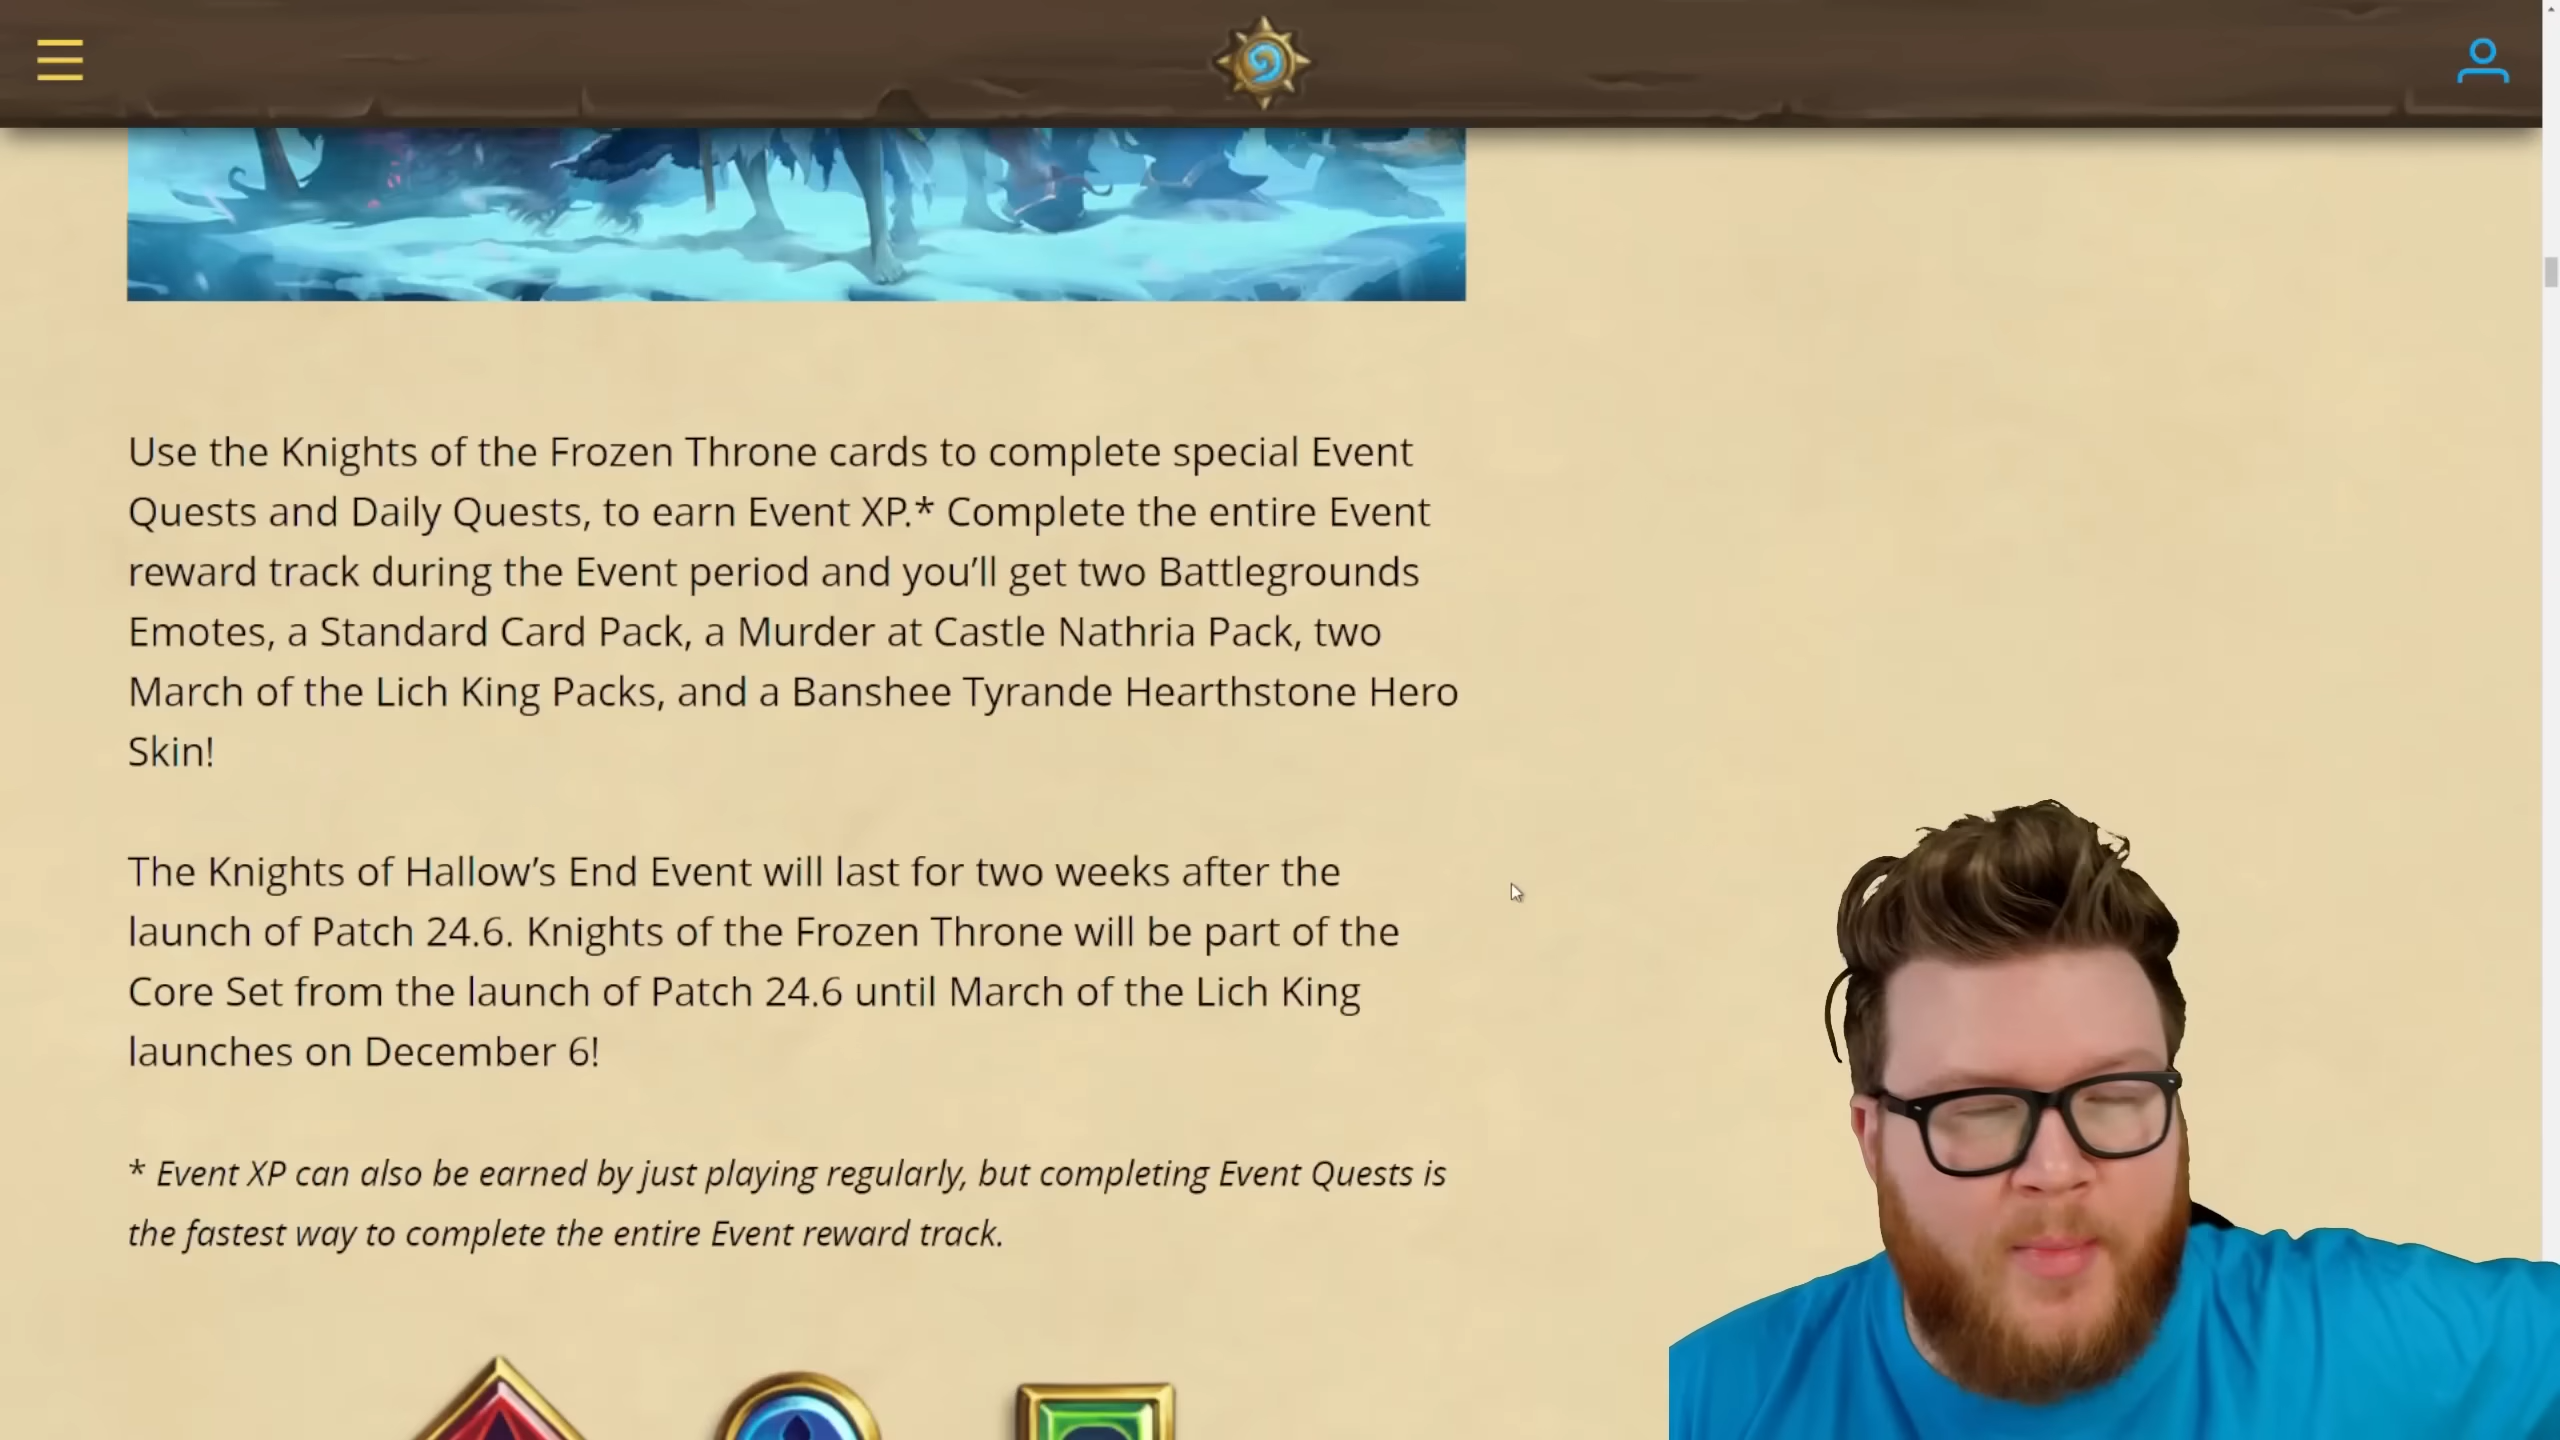 Use the Knights of the Frozen Throne cards to complete special Event
Quests and Daily Quests, to earn Event XP.* Complete the entire Event
reward track during the Event period and you’ll get two Battlegrounds
Emotes, a Standard Card Pack, a Murder at Castle Nathria Pack, two
March of the Lich King Packs, and a Banshee Tyrande Hearthstone Hero
Skin!
The Knights of Hallow’s End Event will last for two weeks after the
launch of Patch 24.6. Knights of the Frozen Throne will be part of the
Core Set from the launch of Patch 24.6 until March of the Lich King
launches on December 6!
* Event XP can also be earned by just playing regularly, but completing Event Quests is
the fastest way to complete the entire Event reward track.